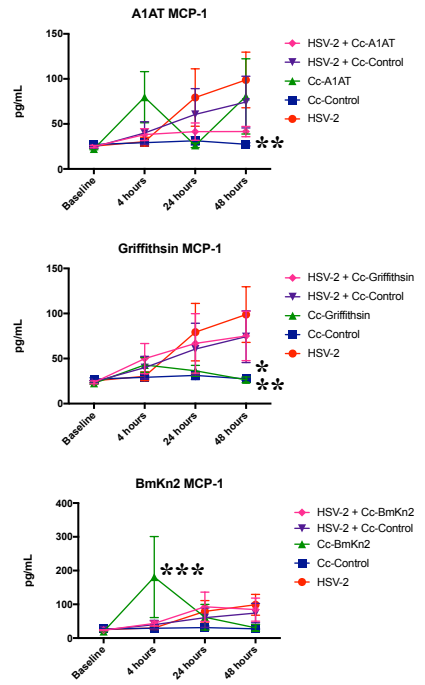 A1AT MCP-1
pg/mL
150
100
50
0
Baseline
4 hours
24 hours
48 hours
**
HSV-2 + Cc-A1AT
HSV-2 + Cc-Control
Cc-A1AT
Cc-Control
HSV-2
Griffithsin MCP-1
pg/mL
150
100
50
0
Baseline
4 hours
24 hours
48 hours
*
**
HSV-2 + Cc-Griffithsin
HSV-2 + Cc-Control
Cc-Griffithsin
Cc-Control
HSV-2
BmKn2 MCP-1
pg/mL
400
300
200
100
0
Baseline
4 hours
24 hours
48 hours
***
HSV-2 + Cc-BmKn2
HSV-2 + Cc-Control
Cc-BmKn2
Cc-Control
HSV-2